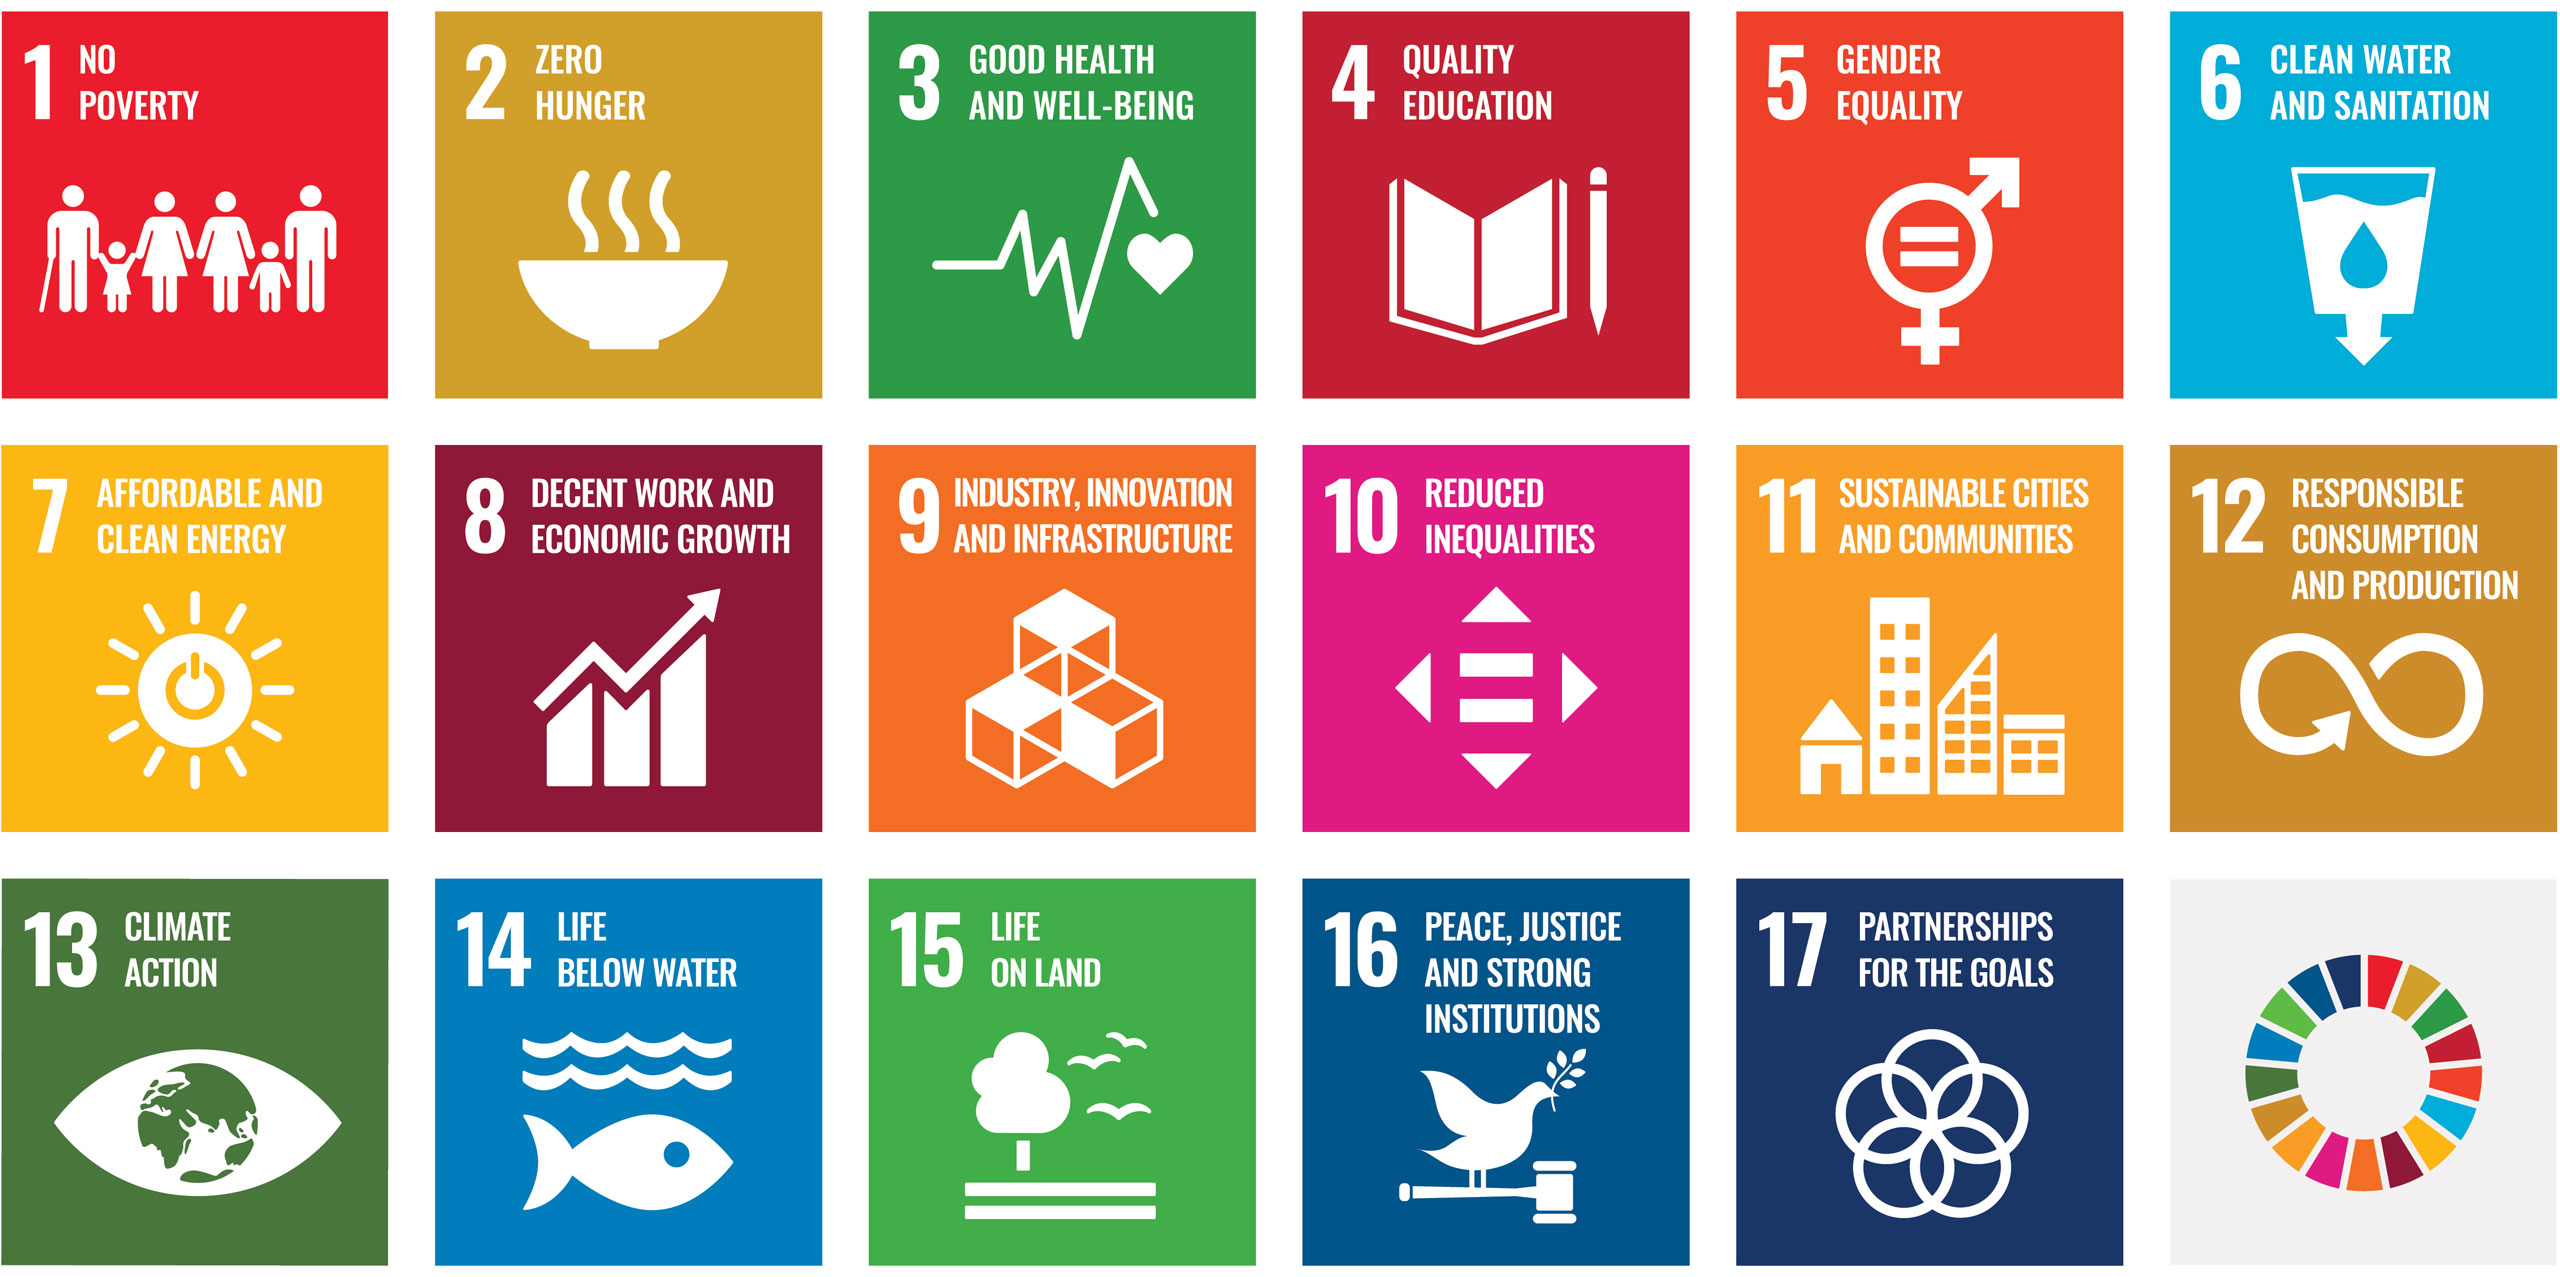 1 NO
POVERTY
2 ZERO
HUNGER
3 GOOD HEALTH
AND WELL-BEING
4 QUALITY
EDUCATION
5 GENDER
EQUALITY
6 CLEAN WATER
AND SANITATION
7 AFFORDABLE AND
CLEAN ENERGY
8 DECENT WORK AND
ECONOMIC GROWTH
9 INDUSTRY, INNOVATION
AND INFRASTRUCTURE
10 REDUCED
INEQUALITIES
11 SUSTAINABLE CITIES
AND COMMUNITIES
12 RESPONSIBLE
CONSUMPTION
AND PRODUCTION
13 CLIMATE
ACTION
14 LIFE
BELOW WATER
15 LIFE
ON LAND
16 PEACE, JUSTICE
AND STRONG
INSTITUTIONS
17 PARTNERSHIPS
FOR THE GOALS